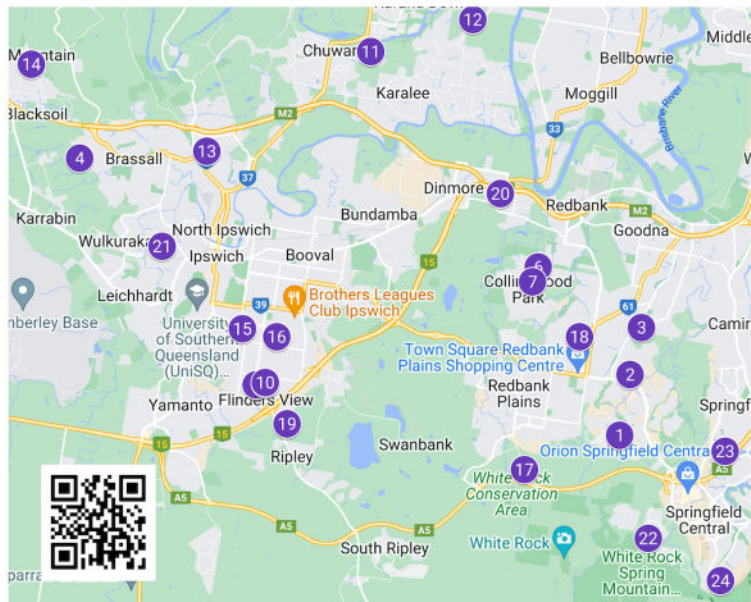 12
Middle
Mountain
14
Chuwar
11
Bellbowrie
Karalee
Moggill
Blacksoil
M2
33
Brisbane River
4
Brassall
13
37
Dinmore
20
Karrabin
Redbank
M2
Bundamba
North Ipswich
Goodna
Wulkuraka
21
Ipswich
Booval
15
6
Collingwood
7
Park
Leichhardt
39
Brothers Leagues
Club Ipswich
61
mberley Base
University
of Southern
Queensland
(UniSQ)...
15
16
3
Camir
18
Town Square Redbank
Plains Shopping Centre
2
10
Flinders View
Redbank
Plains
Yamanto
Springf
19
1
15
15
Swanbank
Orion Springfield Central
23
A5
Ripley
17
White Rock
Conservation
Area
A5
A5
Springfield
Central
South Ripley
White Rock
22
White Rock
Spring
Mountain...
24